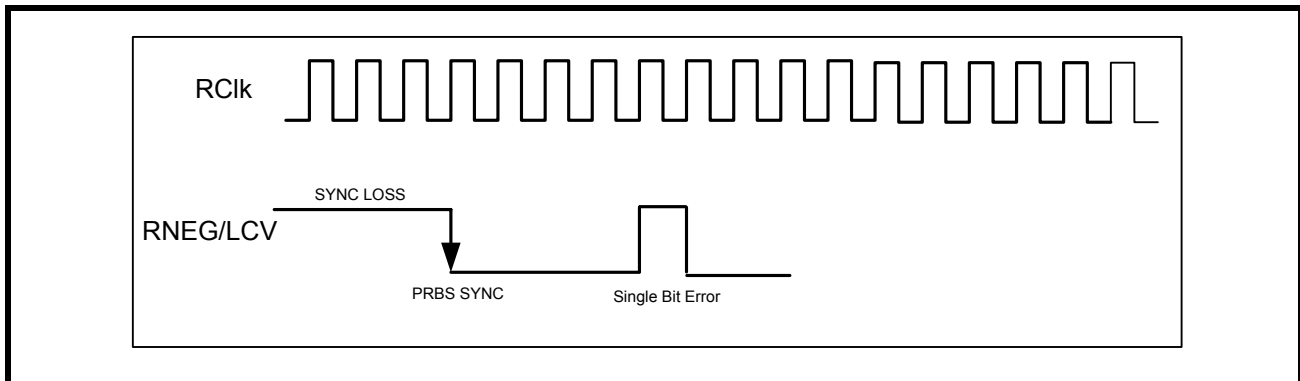 RClk
SYNC LOSS
RNEG/LCV
PRBS SYNC
Single Bit Error